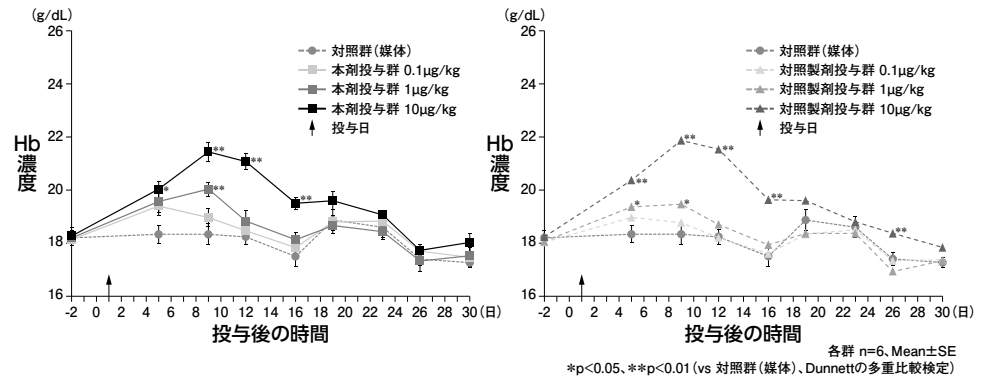 (g/dL)
26
24
22
20
18
16
Hb
濃度
対照群(媒体)
本剤投与群 0.1μg/kg
本剤投与群 1μg/kg
本剤投与群 10μg/kg
投与日
*
**
**
**
**
-2 0 2 4 6 8 10 12 14 16 18 20 22 24 26 28 30(日)
投与後の時間
(g/dL)
26
24
22
20
18
16
Hb
濃度
対照群(媒体)
対照製剤投与群 0.1μg/kg
対照製剤投与群 1μg/kg
対照製剤投与群 10μg/kg
投与日
**
*
**
*
**
**
**
-2 0 2 4 6 8 10 12 14 16 18 20 22 24 26 28 30(日)
投与後の時間
各群 n=6、Mean±SE
*p<0.05、**p<0.01(vs 対照群(媒体)、Dunnettの多重比較検定)